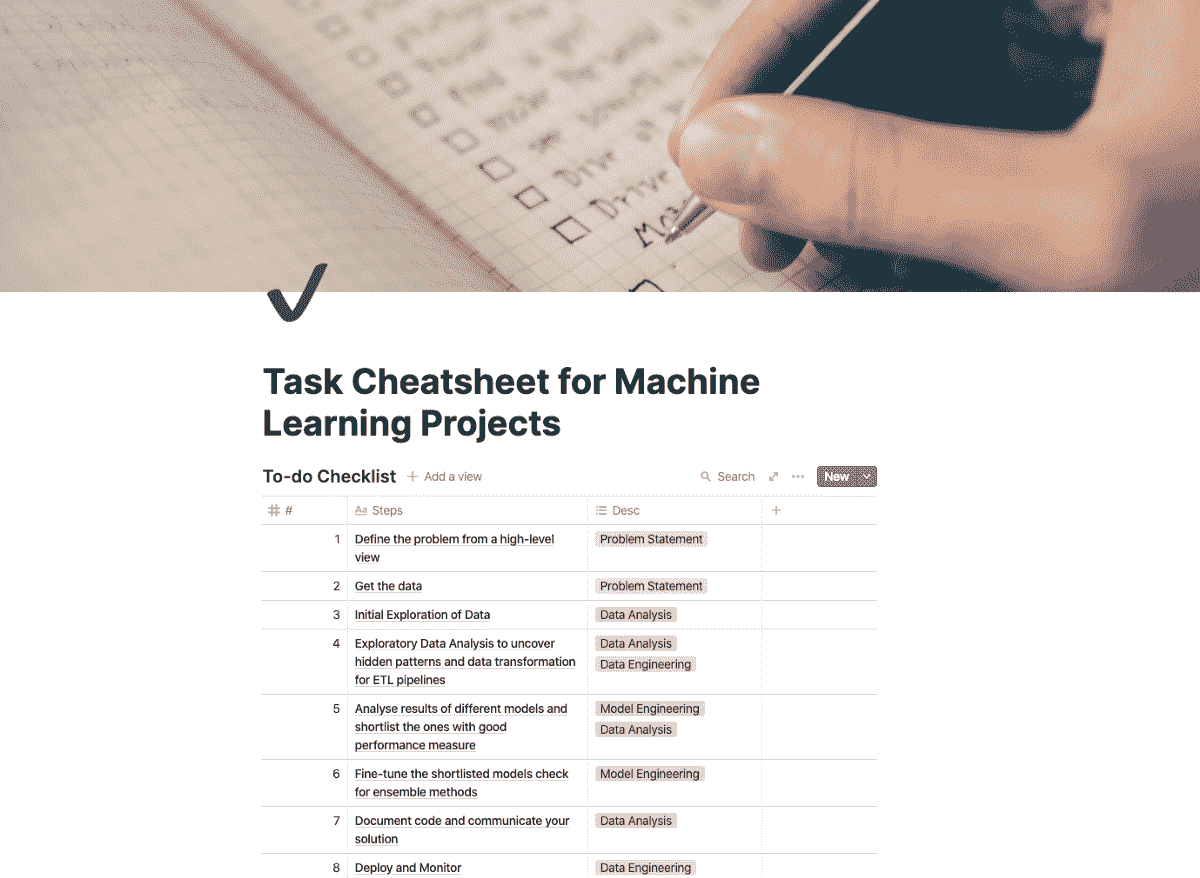 Drive
Drive
Task Cheatsheet for Machine
Learning Projects
To-do Checklist + Add a view Search New
# Steps Desc +
1 Define the problem from a high-level Problem Statement
view
2 Get the data Problem Statement
3 Initial Exploration of Data Data Analysis
4 Exploratory Data Analysis to uncover Data Analysis
hidden patterns and data transformation Data Engineering
for ETL pipelines
5 Analyse results of different models and Model Engineering
shortlist the ones with good Data Analysis
performance measure
6 Fine-tune the shortlisted models check Model Engineering
for ensemble methods
7 Document code and communicate your Data Analysis
solution
8 Deploy and Monitor Data Engineering